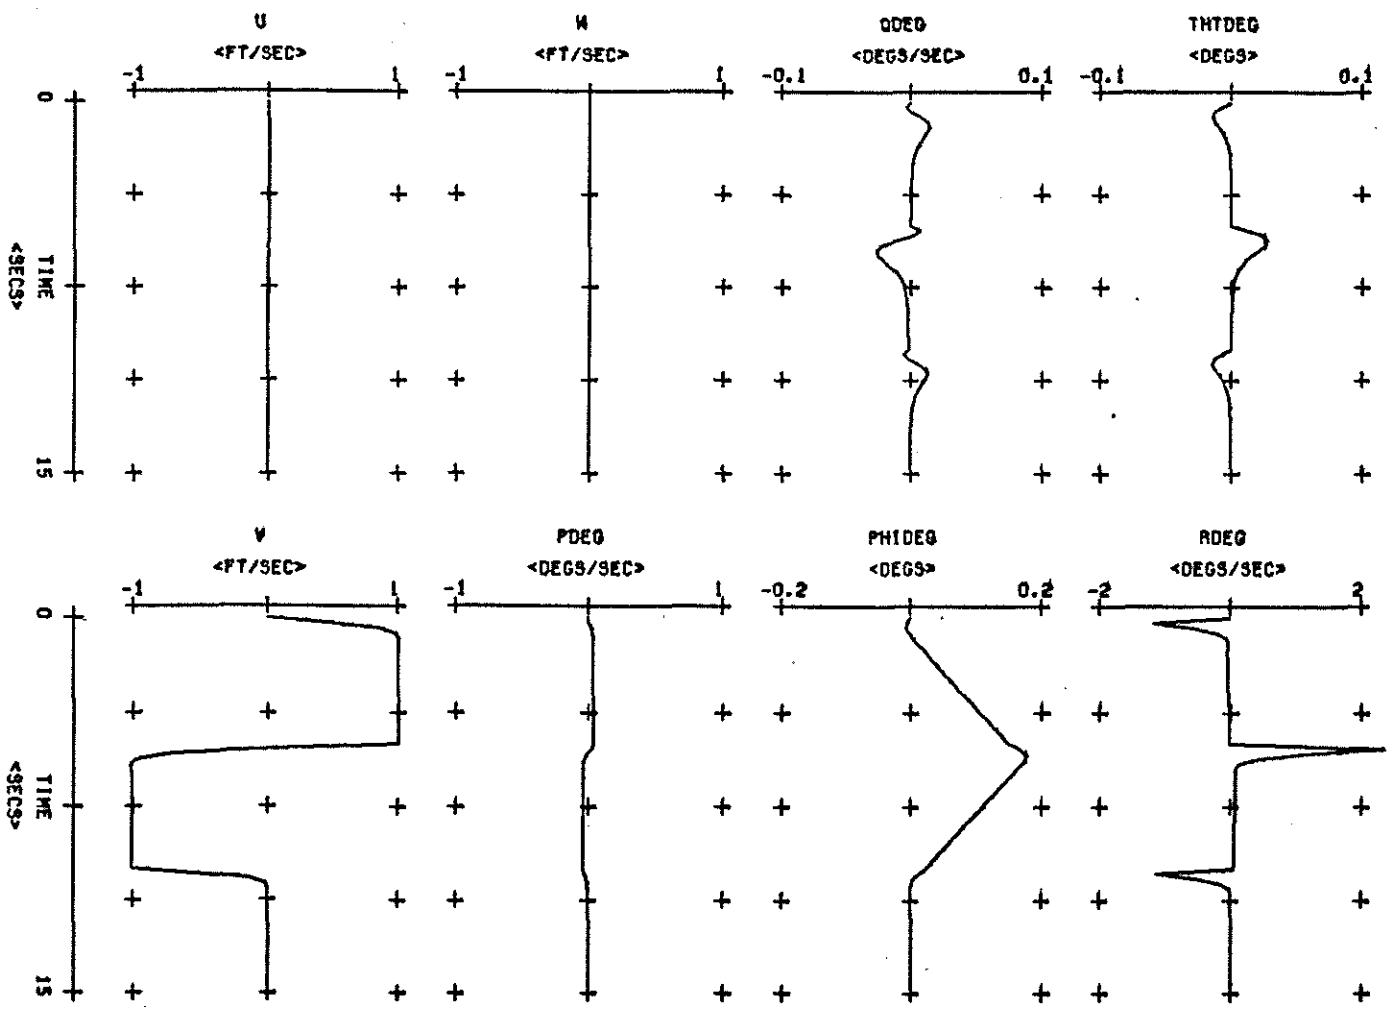 U
<FT/SEC>
-1 1
W
<FT/SEC>
-1 1
QDEG
<DEGS/SEC>
-0.1 0.1
THTDEG
<DEGS>
-0.1 0.1
0
TIME
<SECS>
15
V
<FT/SEC>
-1 1
PDEG
<DEGS/SEC>
-1 1
PHIDEG
<DEGS>
-0.2 0.2
RDEG
<DEGS/SEC>
-2 2
0
TIME
<SECS>
15